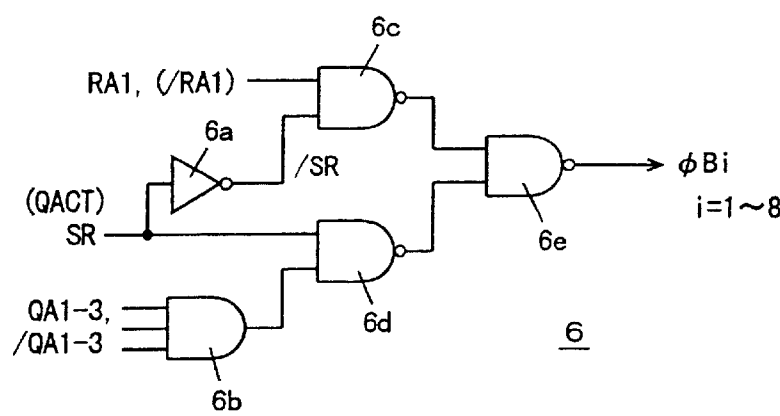 6c
RA1, (/RA1)
6a
/SR
(QACT)
SR
φBi
i=1～8
6e
QA1-3,
/QA1-3
6d
6
6b